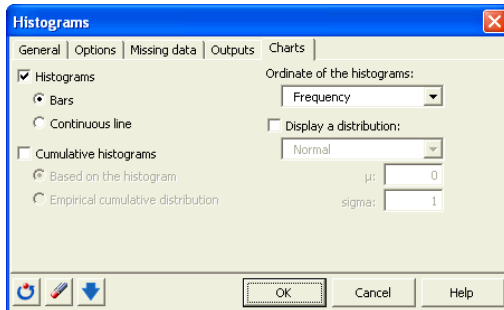 Histograms
General Options Missing data Outputs Charts
Histograms
Bars
Continuous line
Cumulative histograms
Based on the histogram
Empirical cumulative distribution
Ordinate of the histograms:
Frequency
Display a distribution:
Normal
µ: 0
sigma: 1
OK Cancel Help